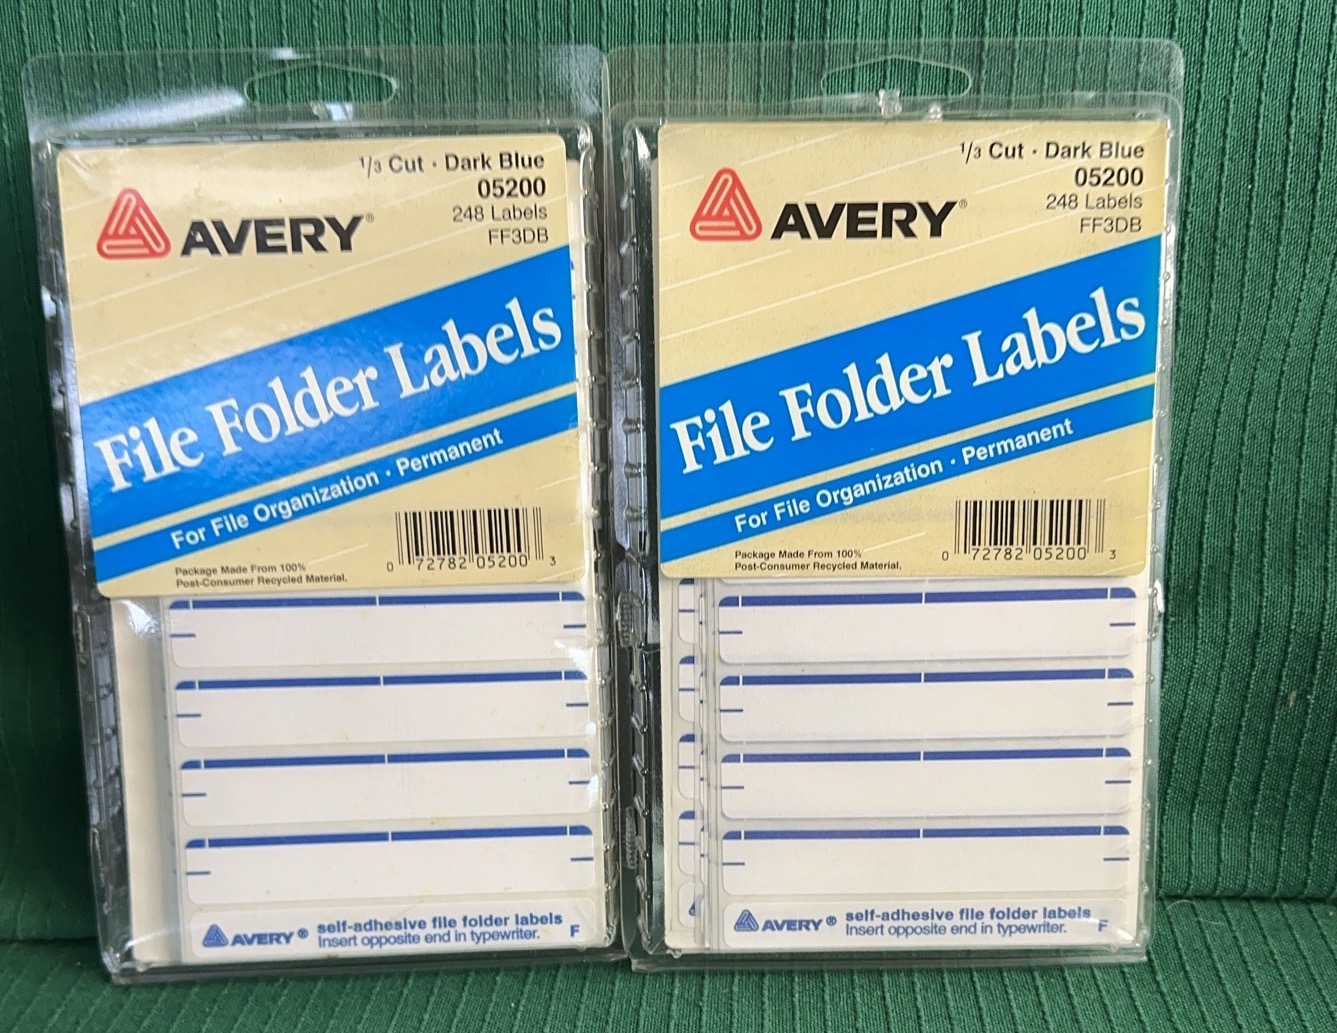 1/3 Cut · Dark Blue
05200
248 Labels
FF3DB
AVERY®
File Folder Labels
For File Organization · Permanent
Package Made From 100%
Post-Consumer Recycled Material.
0 72782 05200 3
AVERY® self-adhesive file folder labels
Insert opposite end in typewriter. F
1/3 Cut · Dark Blue
05200
248 Labels
FF3DB
AVERY®
File Folder Labels
For File Organization · Permanent
Package Made From 100%
Post-Consumer Recycled Material.
0 72782 05200 3
AVERY® self-adhesive file folder labels
Insert opposite end in typewriter. F